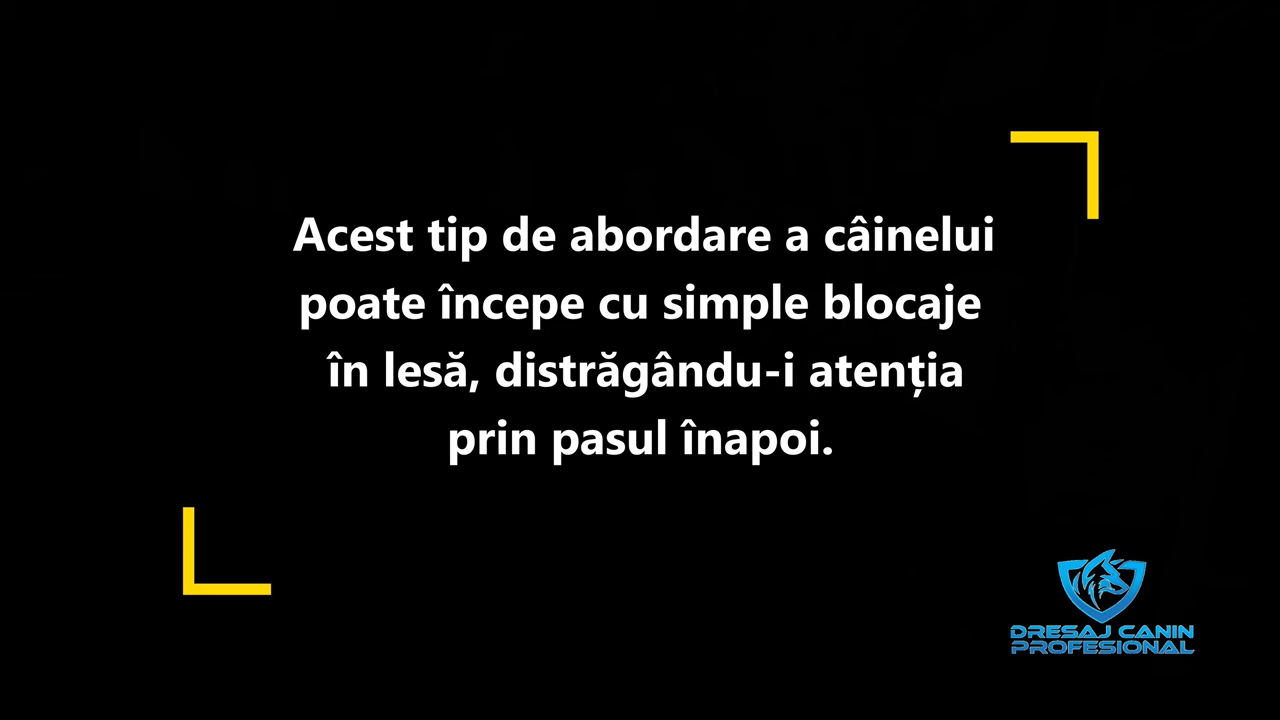 Acest tip de abordare a câinelui
poate începe cu simple blocaje
în lesă, distrăgându-i atenția
prin pasul înapoi.
DRESAJ CANIN
PROFESIONAL